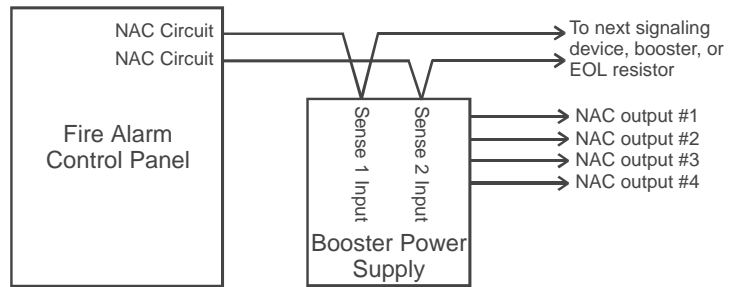 NAC Circuit
NAC Circuit
Fire Alarm
Control Panel
To next signaling
device, booster, or
EOL resistor
Sense 1 Input
Sense 2 Input
Booster Power
Supply
NAC output #1
NAC output #2
NAC output #3
NAC output #4